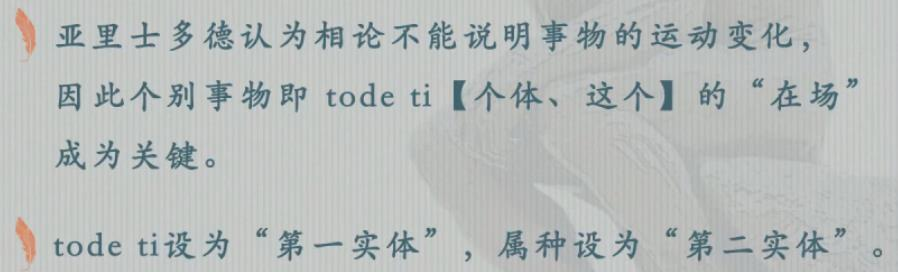 亚里士多德认为相论不能说明事物的运动变化，
因此个别事物即 tode ti【个体、这个】的“在场”
成为关键。
tode ti设为“第一实体”，属种设为“第二实体”。